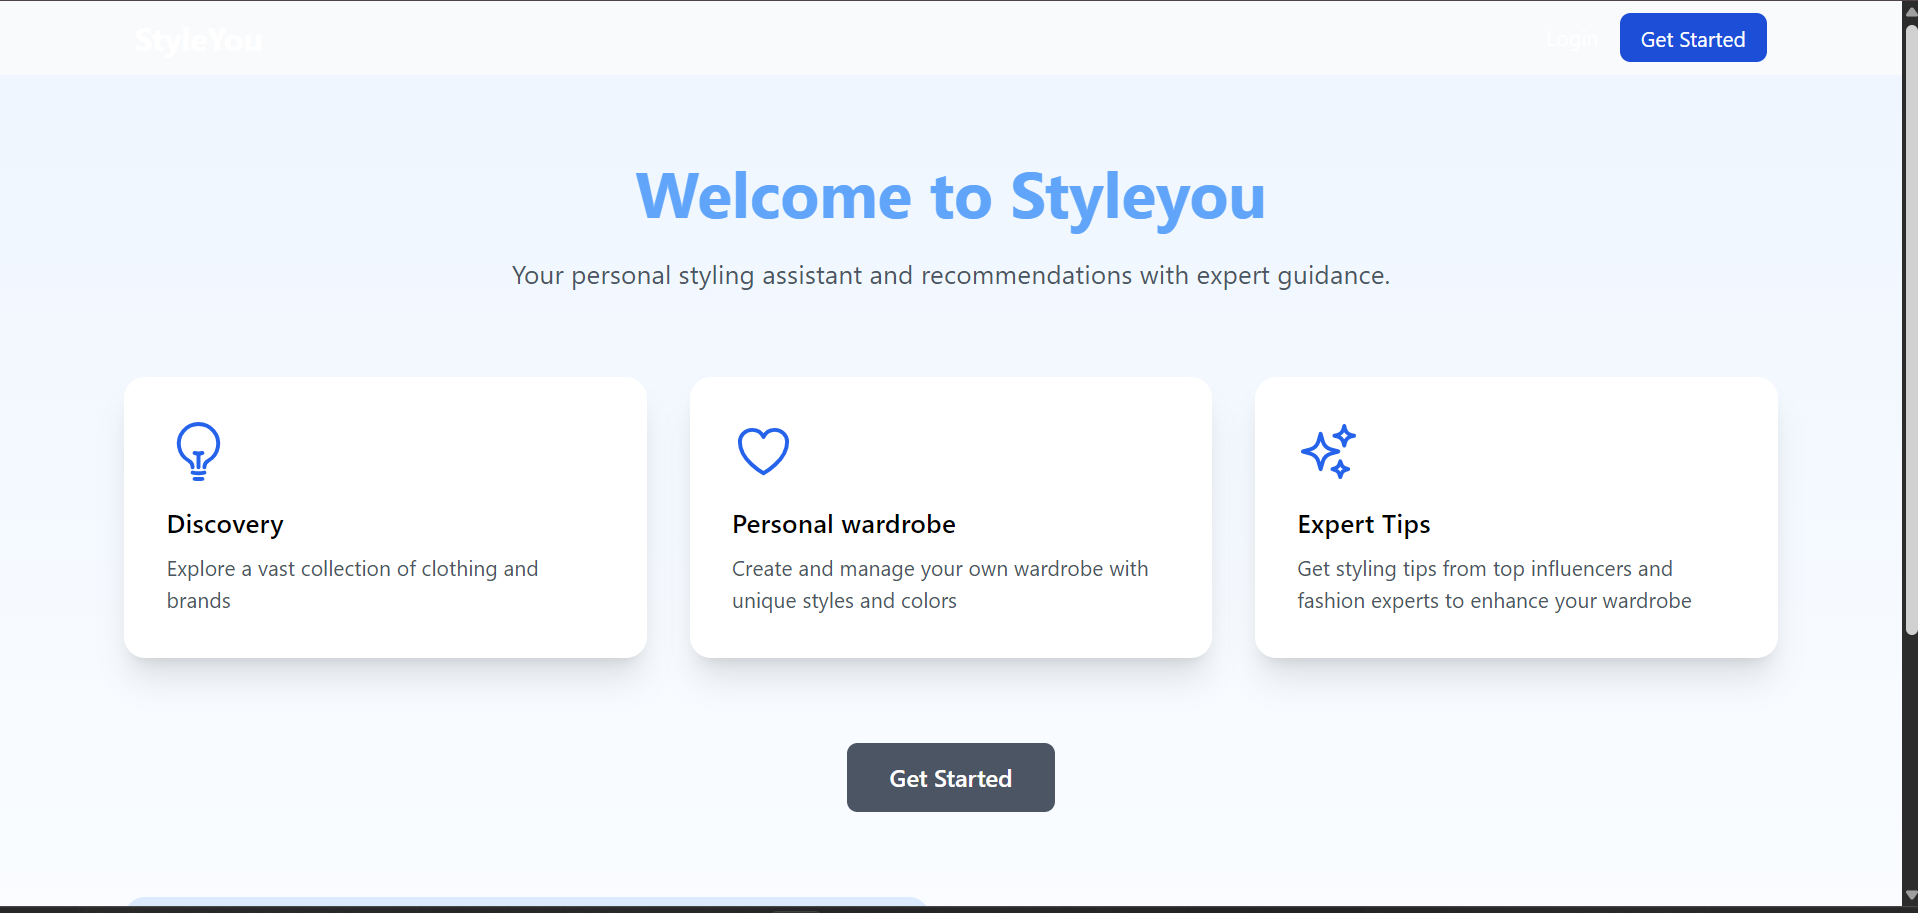 StyleYou
Login
Get Started
Welcome to Styleyou
Your personal styling assistant and recommendations with expert guidance.
Discovery
Explore a vast collection of clothing and
brands
Personal wardrobe
Create and manage your own wardrobe with
unique styles and colors
Expert Tips
Get styling tips from top influencers and
fashion experts to enhance your wardrobe
Get Started